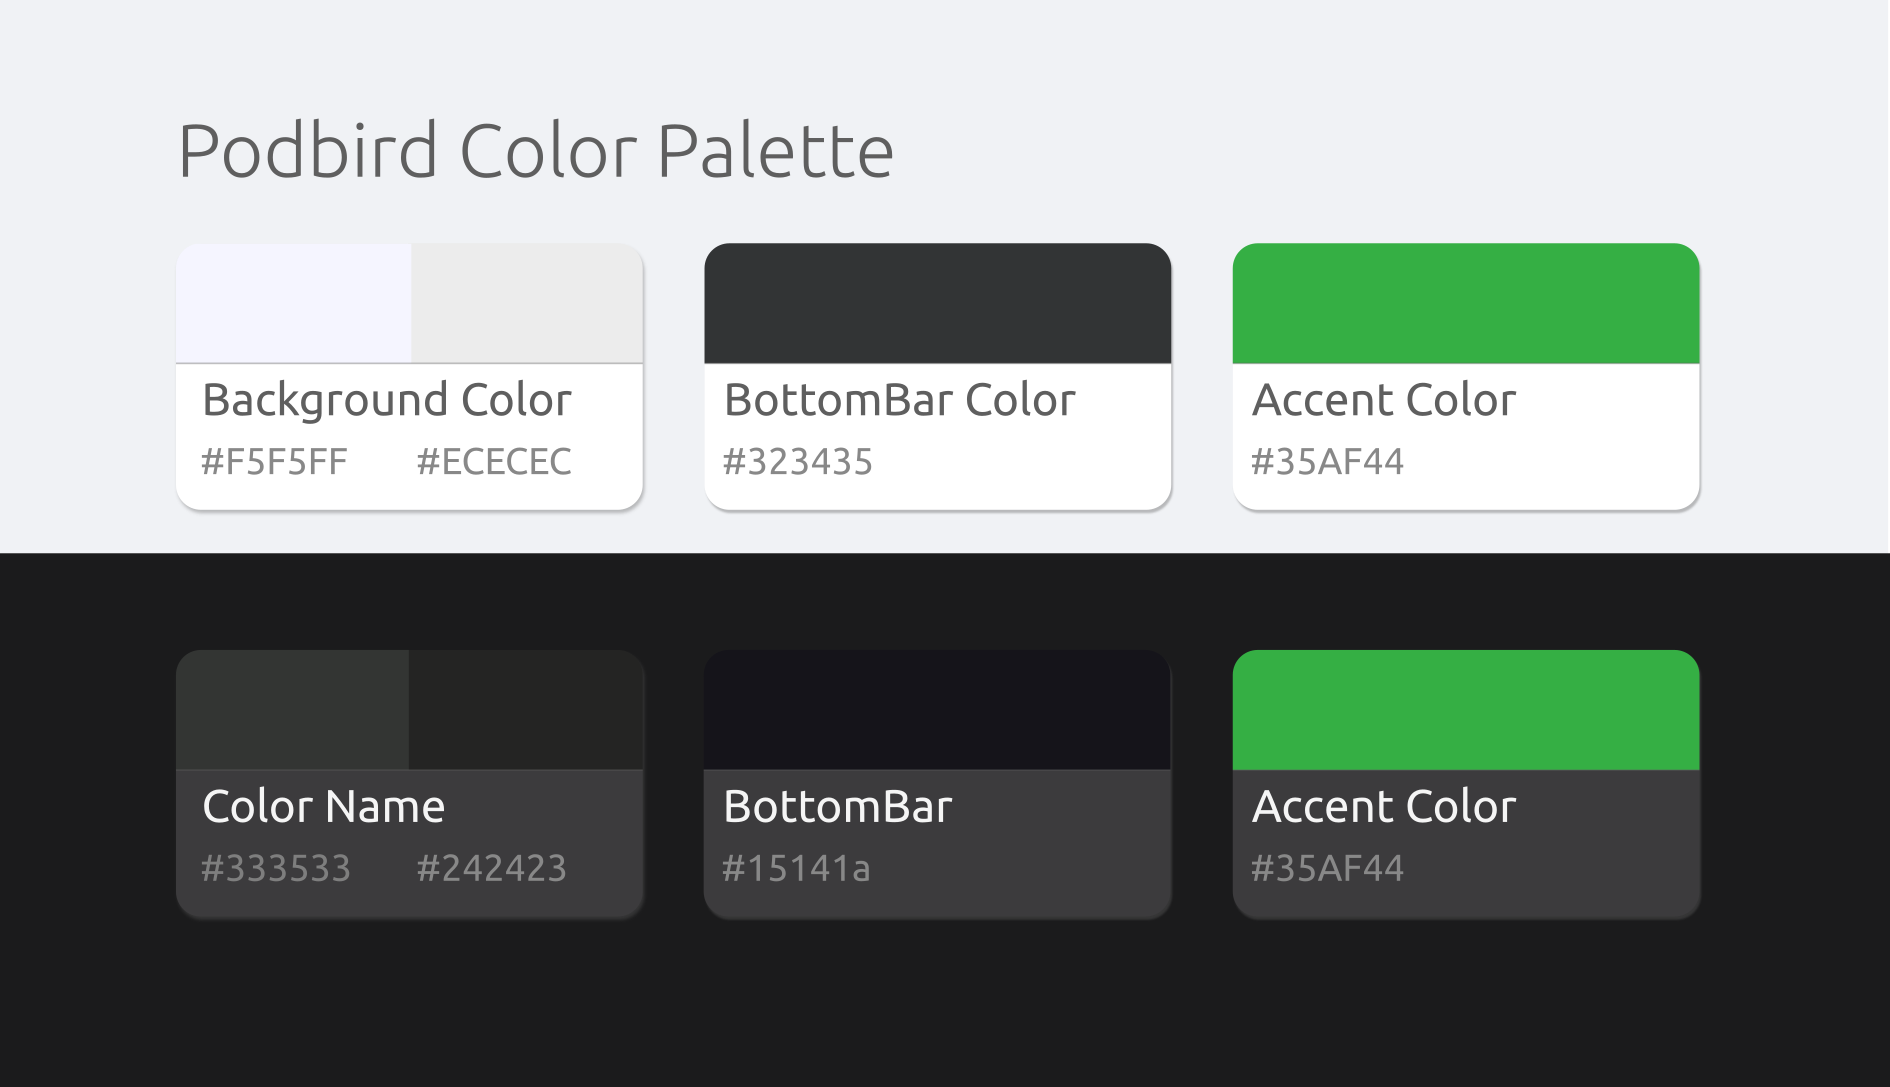 Podbird Color Palette
Background Color
#F5F5FF #ECECEC
BottomBar Color
#323435
Accent Color
#35AF44
Color Name
#333533 #242423
BottomBar
#15141a
Accent Color
#35AF44